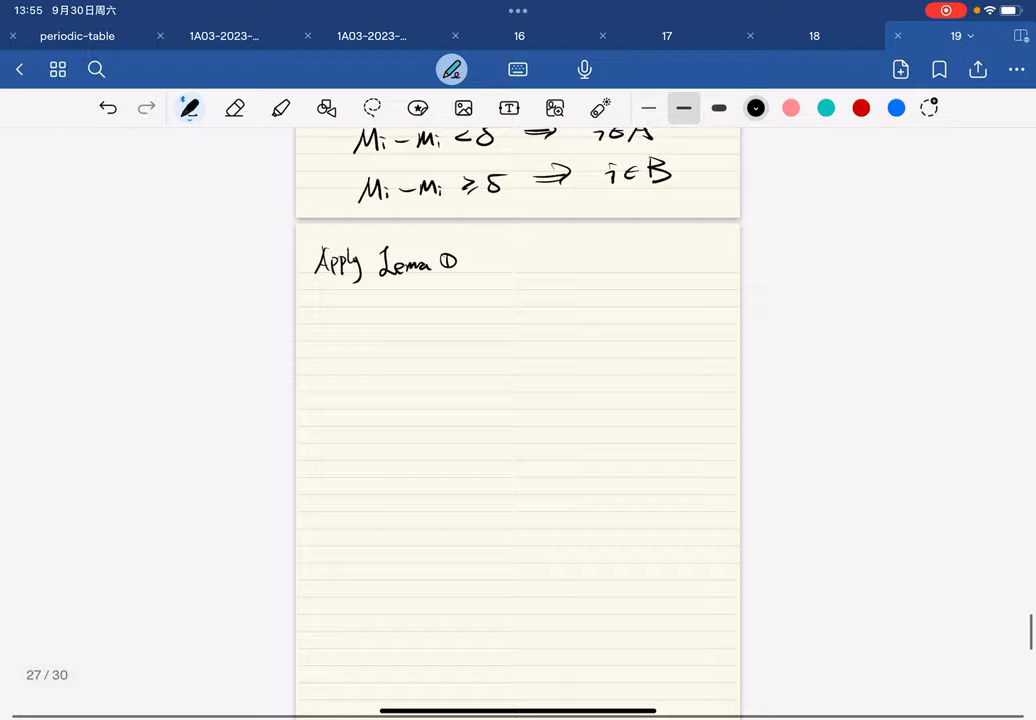 13:55 9月30日周六
periodic-table
1A03-2023-...
1A03-2023-...
16
17
18
19
Mi - mi < δ ⇒ i ∈ A
Mi - mi ≥ δ ⇒ i ∈ B
Apply Lema ①
27 / 30